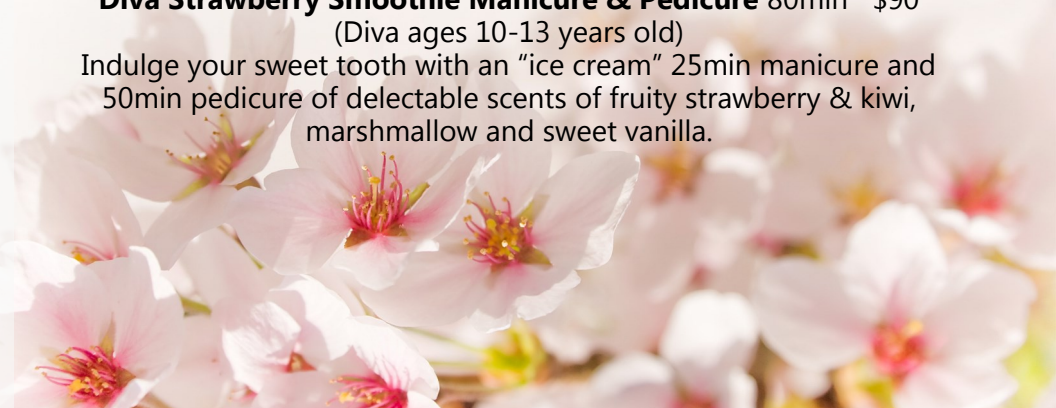 Diva Strawberry Smoothie Manicure & Pedicure 80min $90
(Diva ages 10-13 years old)
Indulge your sweet tooth with an “ice cream” 25min manicure and
50min pedicure of delectable scents of fruity strawberry & kiwi,
marshmallow and sweet vanilla.